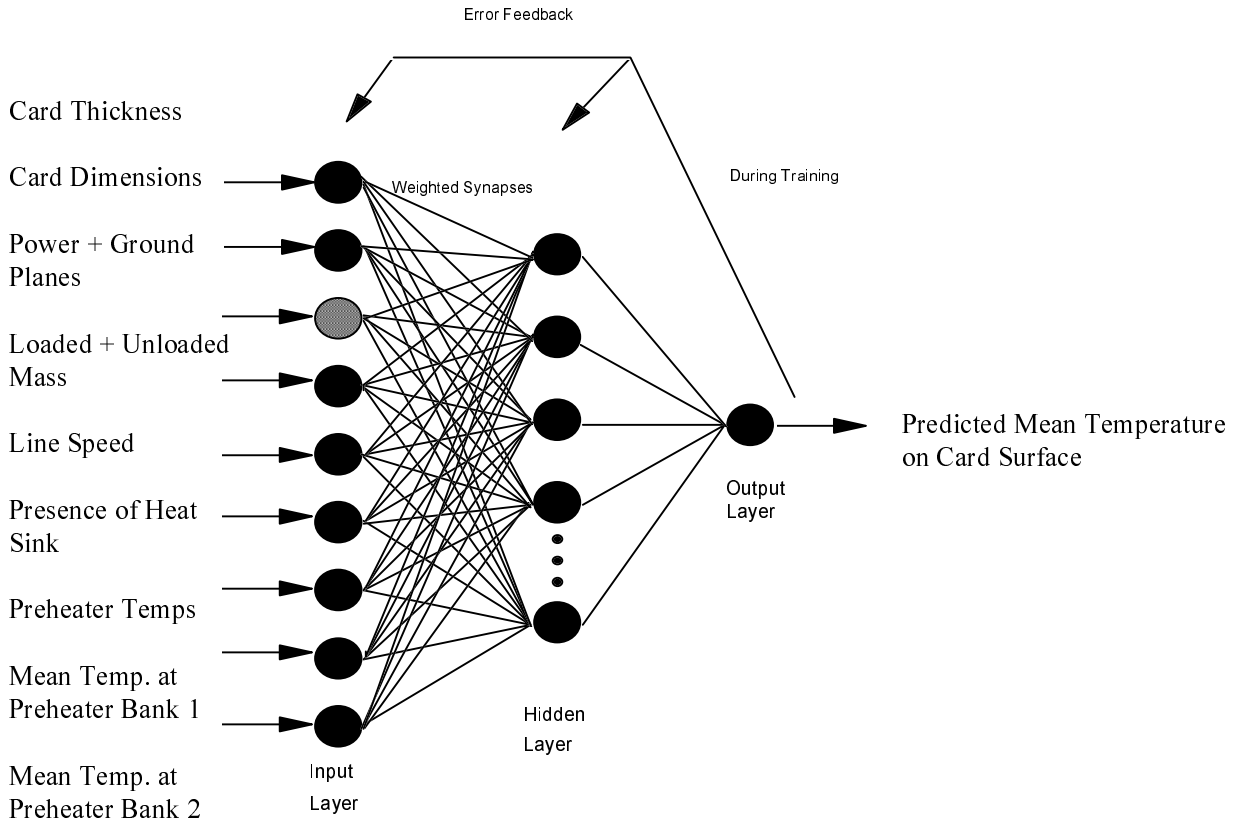 Error Feedback
Card Thickness
Card Dimensions
Weighted Synapses
During Training
Power + Ground
Planes
Loaded + Unloaded
Mass
Line Speed
Predicted Mean Temperature
on Card Surface
Output
Layer
Presence of Heat
Sink
Preheater Temps
Mean Temp. at
Preheater Bank 1
Hidden
Layer
Input
Layer
Mean Temp. at
Preheater Bank 2